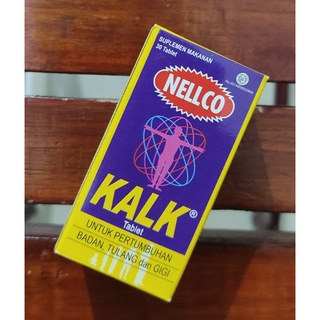 SUPLEMEN MAKANAN
30 Tablet
NELLCO
KALK®
Tablet
UNTUK PERTUMBUHAN
BADAN, TULANG dan GIGI